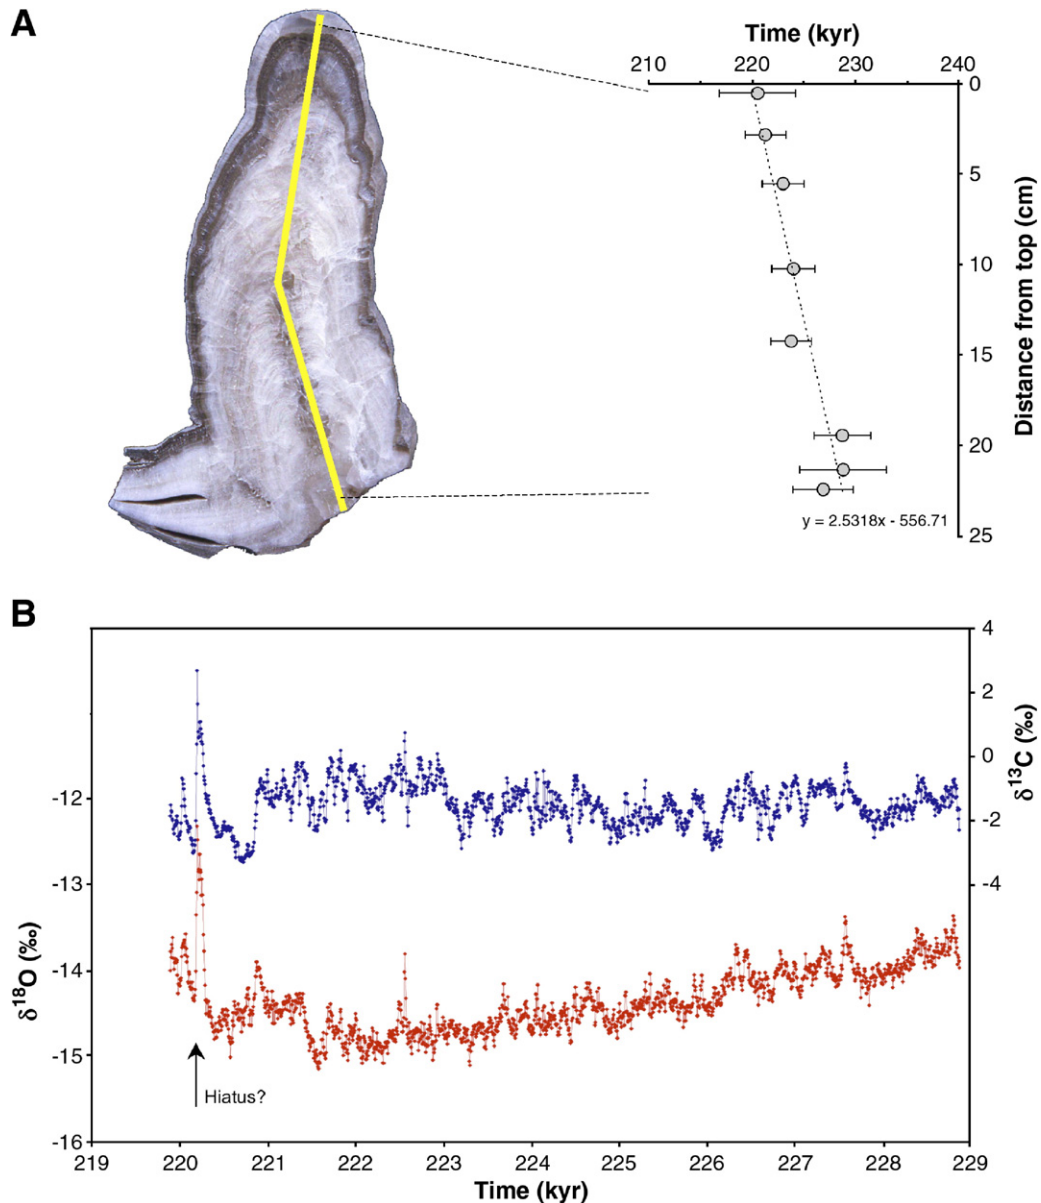 A
Time (kyr)
210 220 230 240
0
5
10
15
20
25
Distance from top (cm)
y = 2.5318x - 556.71
B
4
2
0
-2
-4
δ13C (‰)
-12
-13
-14
-15
-16
δ18O (‰)
Hiatus?
219 220 221 222 223 224 225 226 227 228 229
Time (kyr)